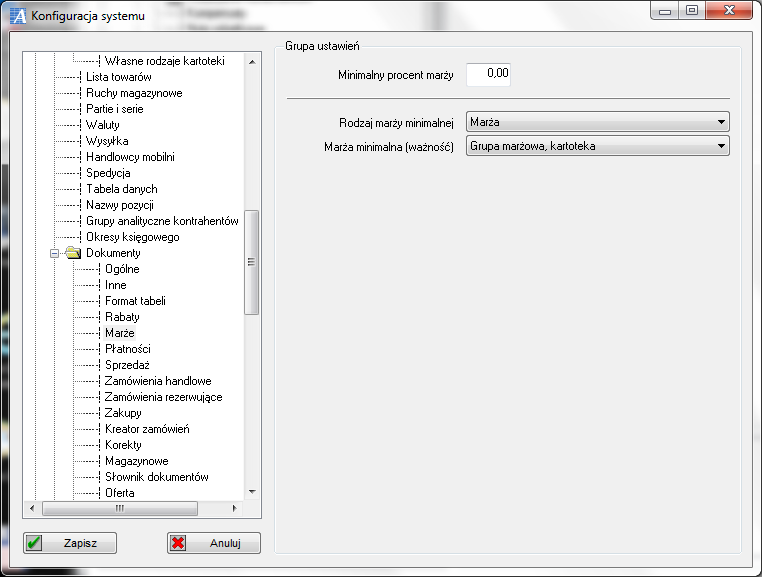 Konfiguracja systemu
Własne rodzaje kartoteki
Lista towarów
Ruchy magazynowe
Partie i serie
Waluty
Wysyłka
Handlowcy mobilni
Spedycja
Tabela danych
Nazwy pozycji
Grupy analityczne kontrahentów
Okresy księgowego
Dokumenty
Ogólne
Inne
Format tabeli
Rabaty
Marże
Płatności
Sprzedaż
Zamówienia handlowe
Zamówienia rezerwujące
Zakupy
Kreator zamówień
Korekty
Magazynowe
Słownik dokumentów
Oferta
Zapisz
Anuluj
Grupa ustawień
Minimalny procent marży 0,00
Rodzaj marży minimalnej Marża
Marża minimalna (ważność) Grupa marżowa, kartoteka